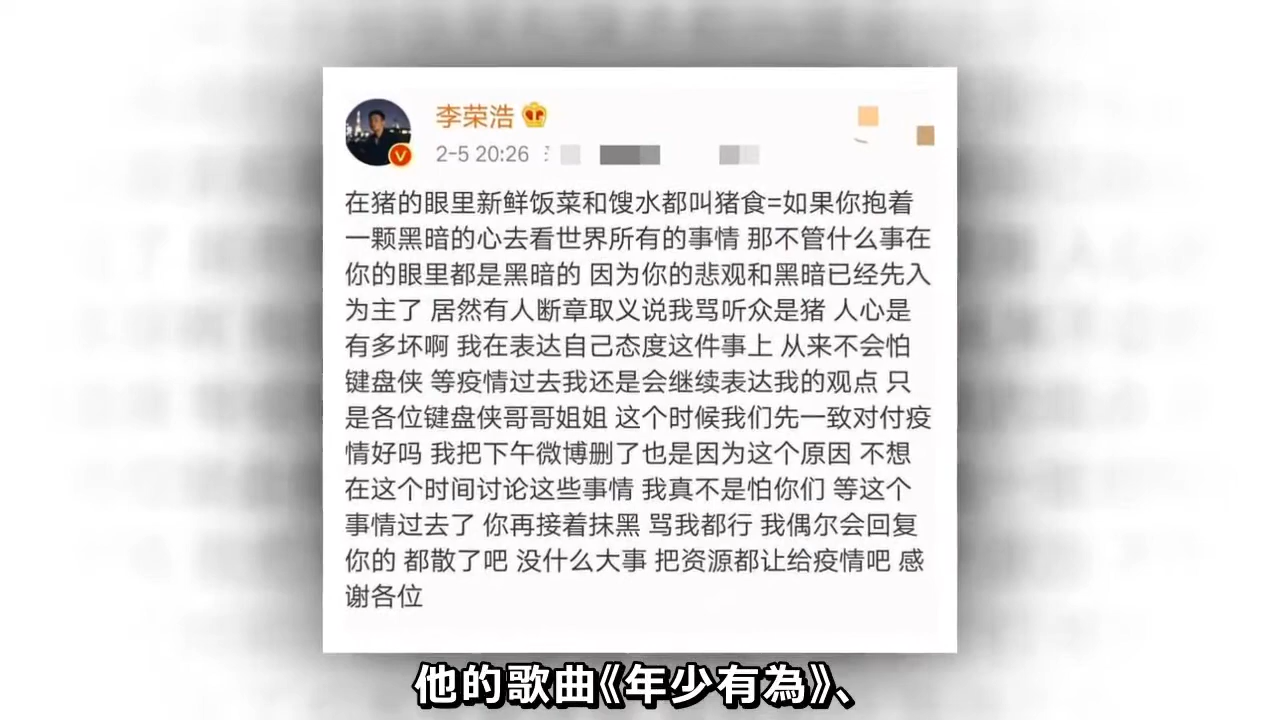 李荣浩
2-5 20:26
在猪的眼里新鲜饭菜和馊水都叫猪食=如果你抱着
一颗黑暗的心去看世界所有的事情 那不管什么事在
你的眼里都是黑暗的 因为你的悲观和黑暗已经先入
为主了 居然有人断章取义说我骂听众是猪 人心是
有多坏啊 我在表达自己态度这件事上 从来不会怕
键盘侠 等疫情过去我还是会继续表达我的观点 只
是各位键盘侠哥哥姐姐 这个时候我们先一致对付疫
情好吗 我把下午微博删了也是因为这个原因 不想
在这个时间讨论这些事情 我真不是怕你们 等这个
事情过去了 你再接着抹黑 骂我都行 我偶尔会回复
你的 都散了吧 没什么大事 把资源都让给疫情吧 感
谢各位
他的歌曲《年少有為》、